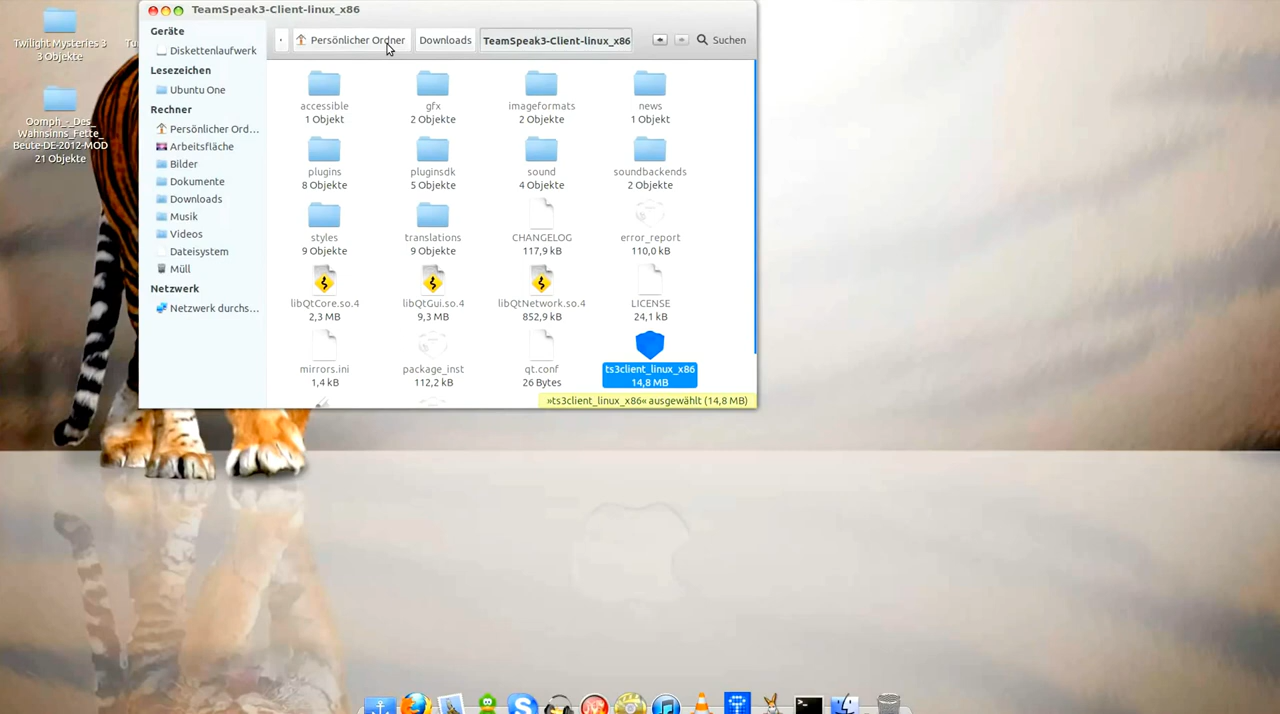 TeamSpeak3-Client-linux_x86
Twilight Mysteries 3
3 Objekte
Oomph_-_Des_
Wahnsinns_Fette_
Beute-DE-2012-MOD
21 Objekte
Geräte
Diskettenlaufwerk
Lesezeichen
Ubuntu One
Rechner
Persönlicher Ord...
Arbeitsfläche
Bilder
Dokumente
Downloads
Musik
Videos
Dateisystem
Müll
Netzwerk
Netzwerk durchs...
Persönlicher Ordner
Downloads
TeamSpeak3-Client-linux_x86
Suchen
accessible
1 Objekt
gfx
2 Objekte
imageformats
2 Objekte
news
1 Objekt
plugins
8 Objekte
pluginsdk
5 Objekte
sound
4 Objekte
soundbackends
2 Objekte
styles
9 Objekte
translations
9 Objekte
CHANGELOG
117,9 kB
error_report
110,0 kB
libQtCore.so.4
2,3 MB
libQtGui.so.4
9,3 MB
libQtNetwork.so.4
852,9 kB
LICENSE
24,1 kB
mirrors.ini
1,4 kB
package_inst
112,2 kB
qt.conf
26 Bytes
ts3client_linux_x86
14,8 MB
»ts3client_linux_x86« ausgewählt (14,8 MB)